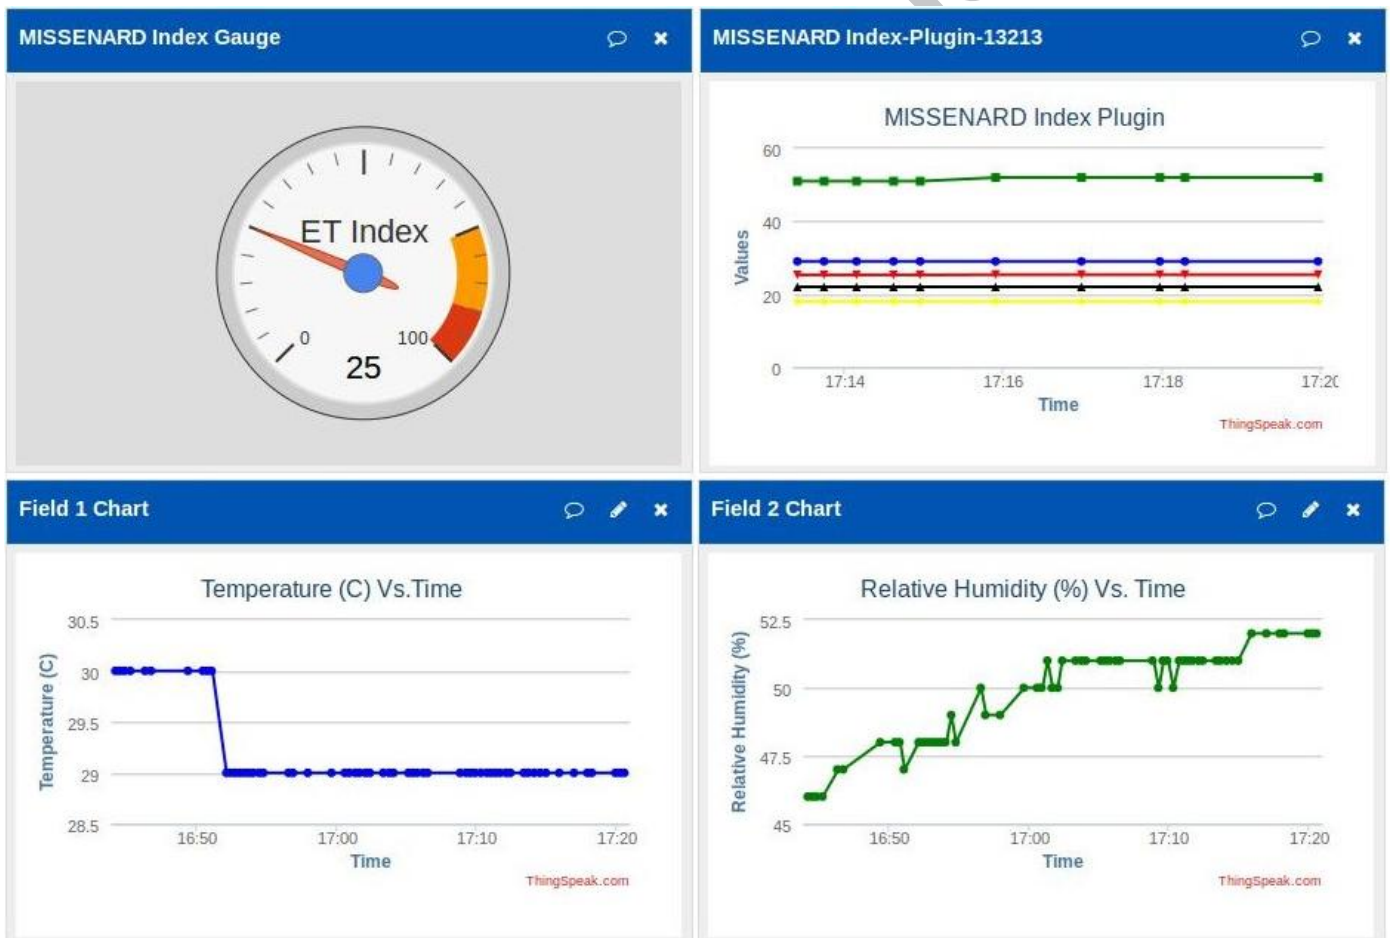 MISSENARD Index Gauge
ET Index
0
100
25
MISSENARD Index-Plugin-13213
MISSENARD Index Plugin
Values
60
40
20
0
17:14
17:16
17:18
17:20
Time
ThingSpeak.com
Field 1 Chart
Temperature (C) Vs.Time
Temperature (C)
30.5
30
29.5
29
28.5
16:50
17:00
17:10
17:20
Time
ThingSpeak.com
Field 2 Chart
Relative Humidity (%) Vs. Time
Relative Humidity (%)
52.5
50
47.5
45
16:50
17:00
17:10
17:20
Time
ThingSpeak.com